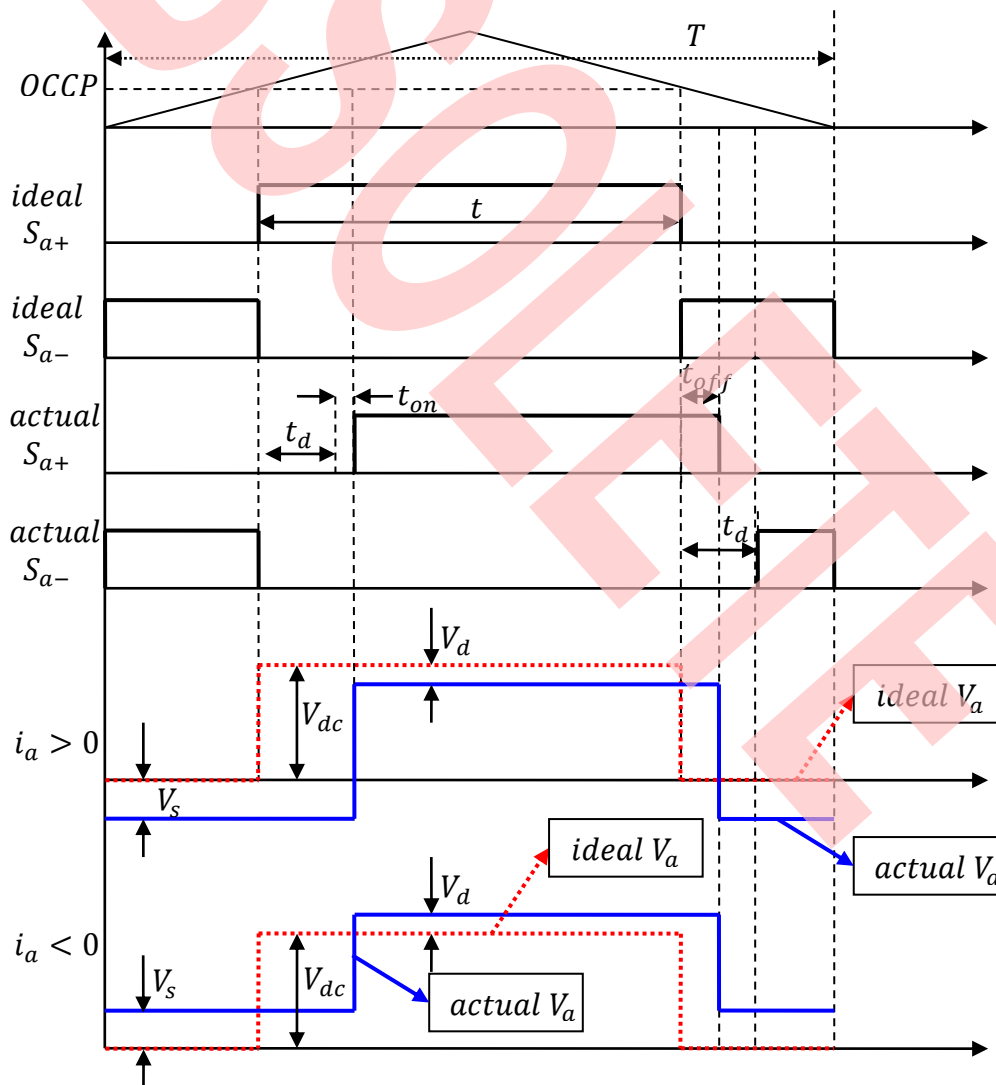 T
OCCP
ideal
S_{a+}
t
ideal
S_{a-}
t_{off}
actual
S_{a+}
t_{on}
t_d
actual
S_{a-}
t_d
V_d
i_a > 0
V_{dc}
ideal V_a
V_s
ideal V_a
actual V_a
V_d
i_a < 0
V_s
V_{dc}
actual V_a
OBSOLETE